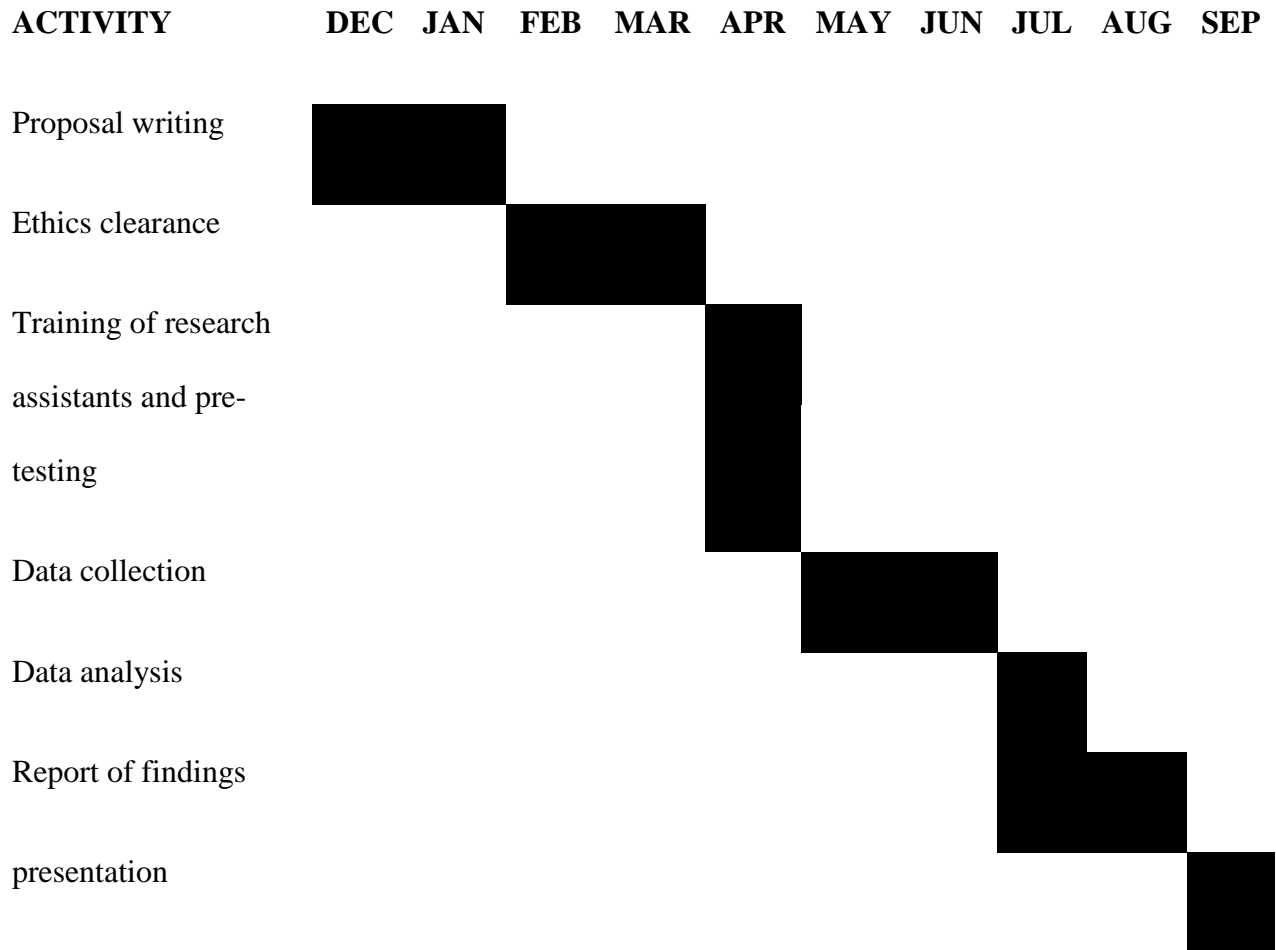 ACTIVITY DEC JAN FEB MAR APR MAY JUN JUL AUG SEP
Proposal writing
Ethics clearance
Training of research
assistants and pre-
testing
Data collection
Data analysis
Report of findings
presentation